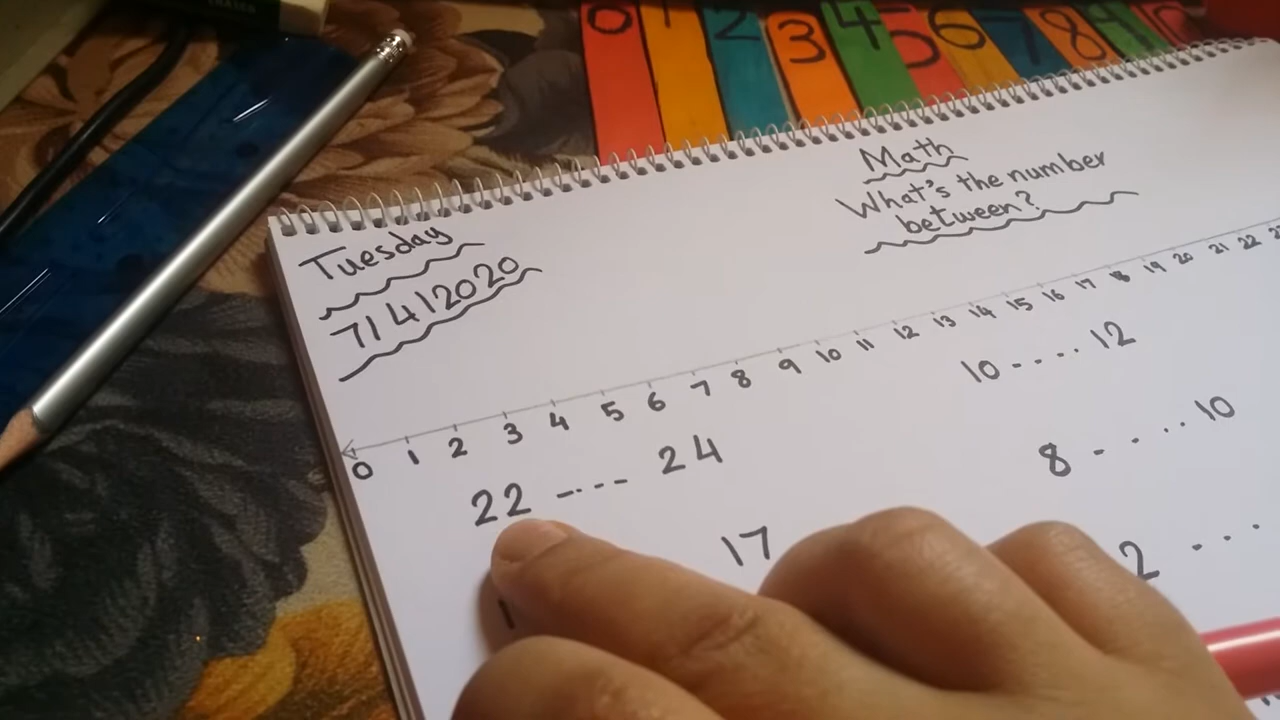 0 1 2 3 4 5 6 7 8 9
Math
What's the number
between?
Tuesday
7/4/2020
0 1 2 3 4 5 6 7 8 9 10 11 12 13 14 15 16 17 18 19 20 21 22
10 .... 12
22 ---- 24
8 ..... 10
17
2 ...